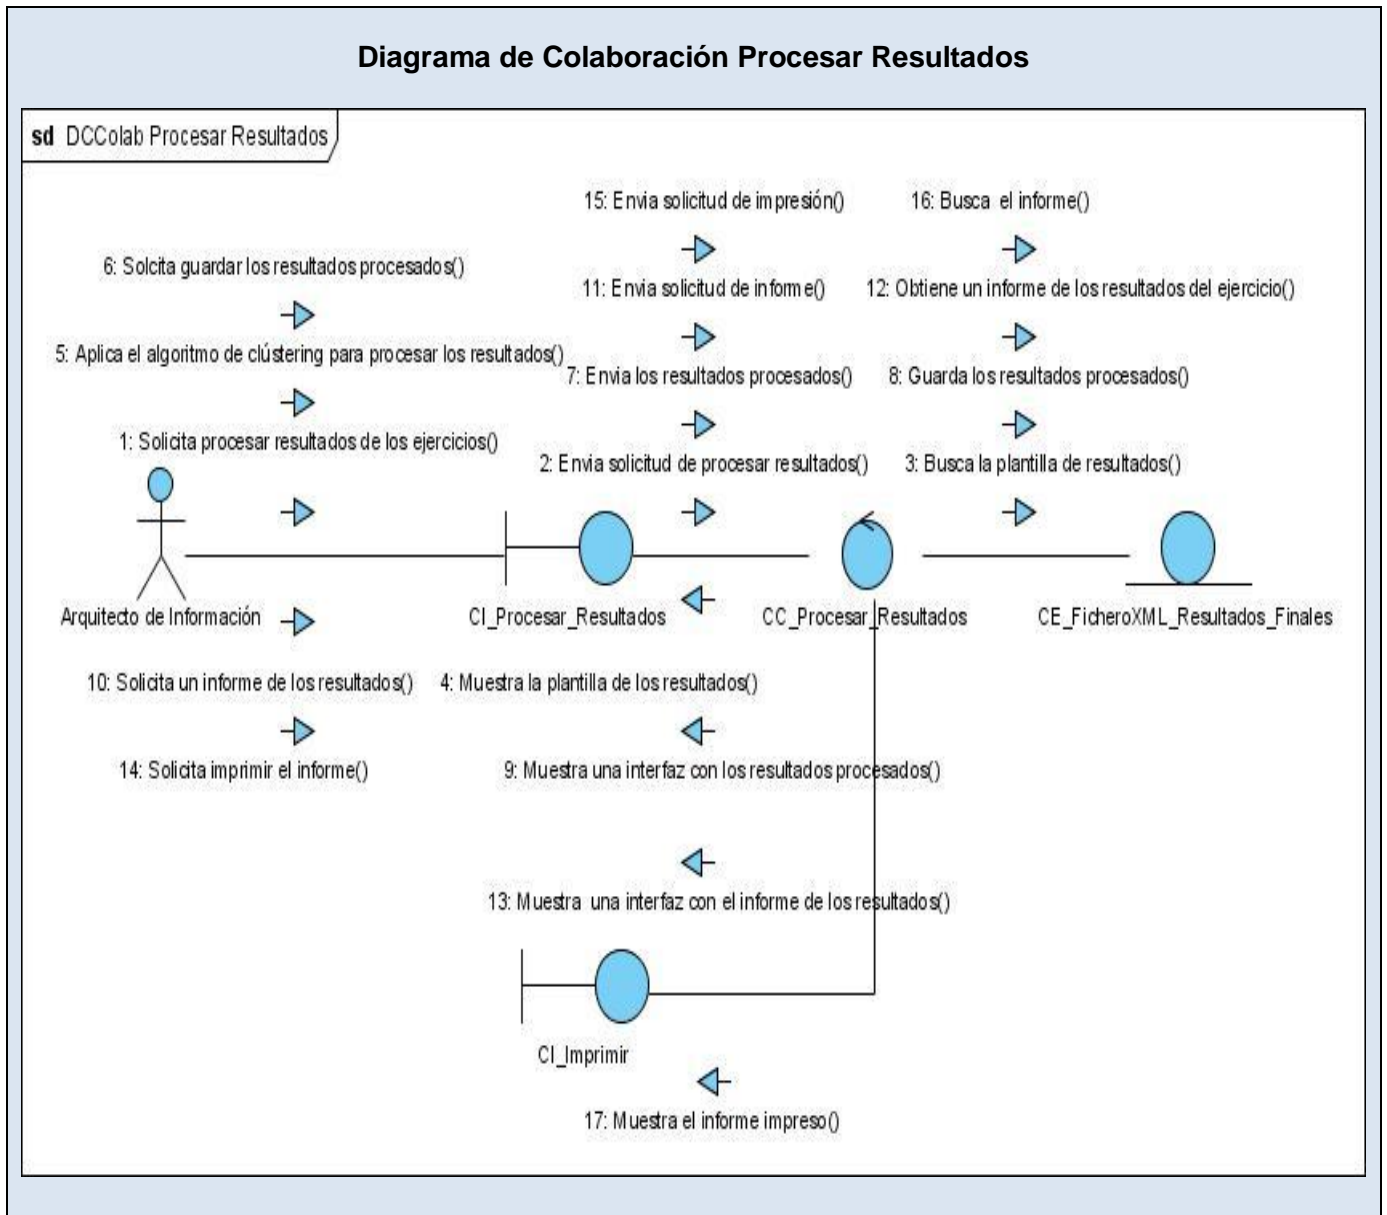 Diagrama de Colaboración Procesar Resultados
sd DCColab Procesar Resultados
15: Envia solicitud de impresión()
16: Busca el informe()
6: Solcita guardar los resultados procesados()
11: Envia solicitud de informe()
12: Obtiene un informe de los resultados del ejercicio()
5: Aplica el algoritmo de clústering para procesar los resultados()
7: Envia los resultados procesados()
8: Guarda los resultados procesados()
1: Solicita procesar resultados de los ejercicios()
2: Envia solicitud de procesar resultados()
3: Busca la plantilla de resultados()
Arquitecto de Información
CI_Procesar_Resultados
CC_Procesar_Resultados
CE_FicheroXML_Resultados_Finales
10: Solicita un informe de los resultados()
4: Muestra la plantilla de los resultados()
14: Solicita imprimir el informe()
9: Muestra una interfaz con los resultados procesados()
13: Muestra una interfaz con el informe de los resultados()
CI_Imprimir
17: Muestra el informe impreso()